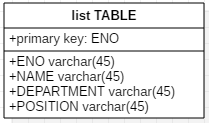 list TABLE
+primary key: ENO
+ENO varchar(45)
+NAME varchar(45)
+DEPARTMENT varchar(45)
+POSITION varchar(45)